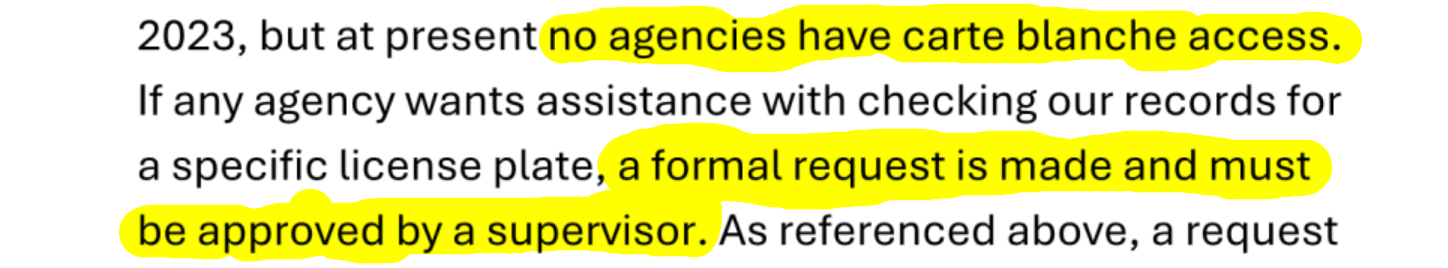 2023, but at present no agencies have carte blanche access.
If any agency wants assistance with checking our records for
a specific license plate, a formal request is made and must
be approved by a supervisor. As referenced above, a request